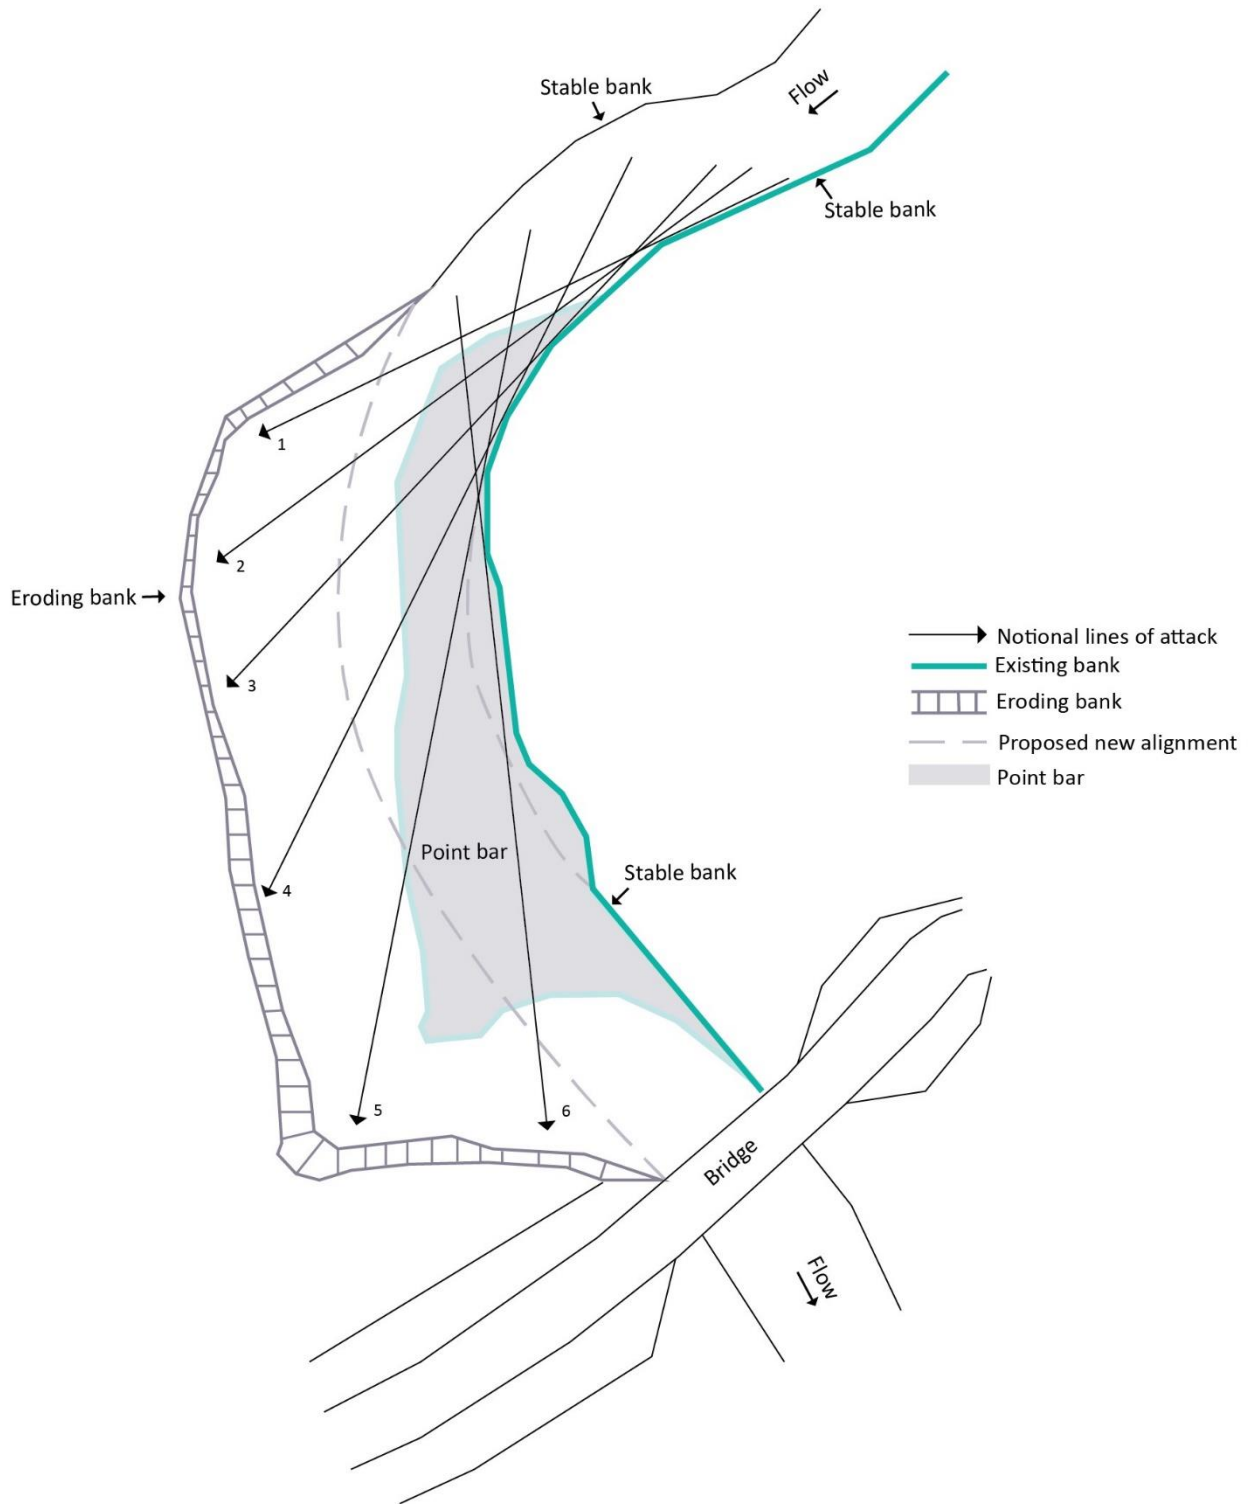 Stable bank
Flow
Stable bank
1
2
Eroding bank
3
Notional lines of attack
Existing bank
Eroding bank
Proposed new alignment
Point bar
Point bar
Stable bank
4
5
6
Bridge
Flow